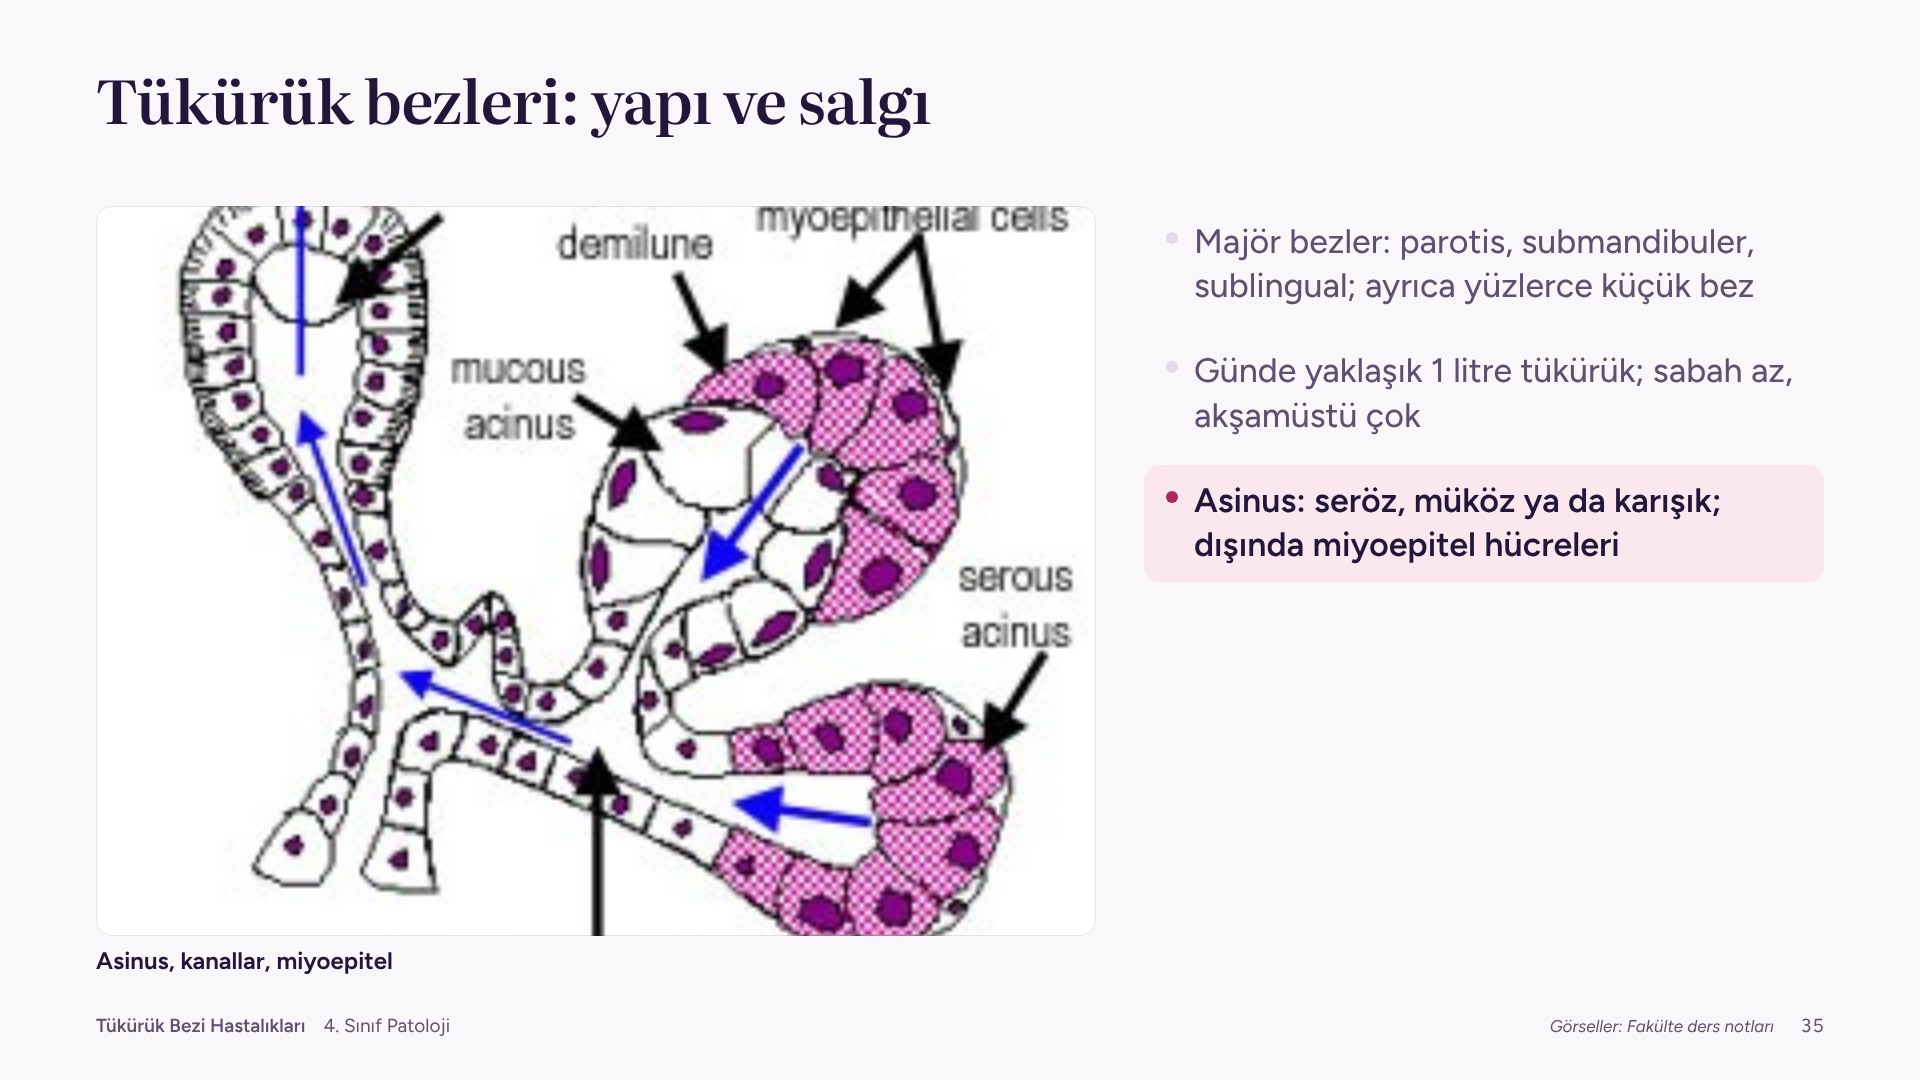 Tükürük bezleri: yapı ve salgı
demilune
myoepithelial cells
mucous
acinus
serous
acinus
Asinus, kanallar, miyoepitel
Majör bezler: parotis, submandibuler,
sublingual; ayrıca yüzlerce küçük bez
Günde yaklaşık 1 litre tükürük; sabah az,
akşamüstü çok
Asinus: seröz, müköz ya da karışık;
dışında miyoepitel hücreleri
Tükürük Bezi Hastalıkları 4. Sınıf Patoloji
Görseller: Fakülte ders notları 35